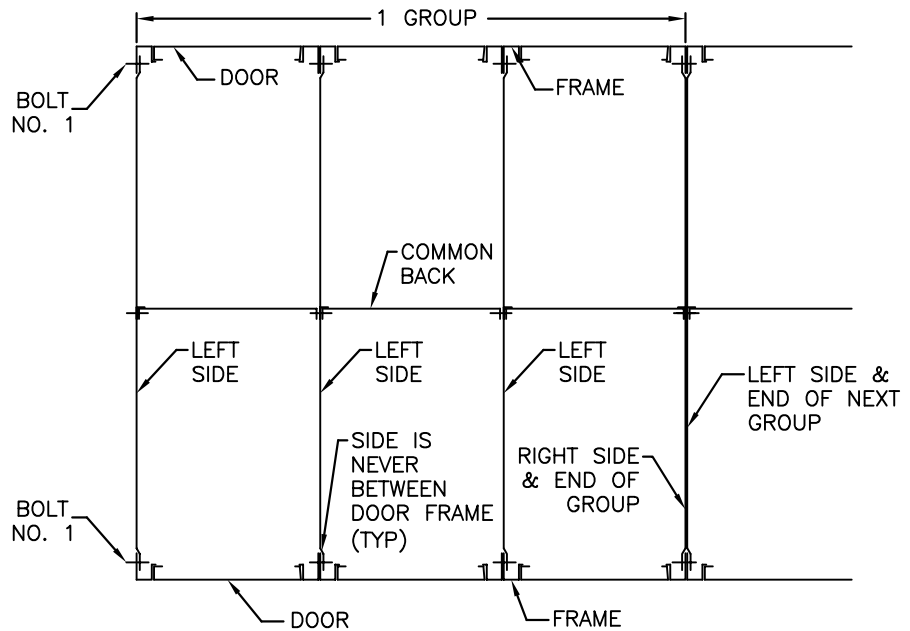 1 GROUP
DOOR
FRAME
BOLT
NO. 1
COMMON
BACK
LEFT
SIDE
LEFT
SIDE
LEFT
SIDE
LEFT SIDE &
END OF NEXT
GROUP
SIDE IS
NEVER
BETWEEN
DOOR FRAME
(TYP)
RIGHT SIDE
& END OF
GROUP
BOLT
NO. 1
DOOR
FRAME